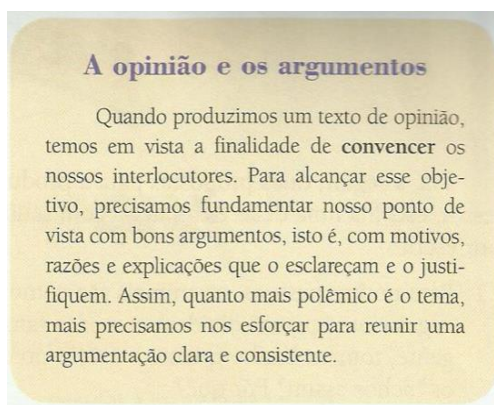 A opinião e os argumentos
Quando produzimos um texto de opinião,
temos em vista a finalidade de convencer os
nossos interlocutores. Para alcançar esse obje-
tivo, precisamos fundamentar nosso ponto de
vista com bons argumentos, isto é, com motivos,
razões e explicações que o esclareçam e o justi-
fiquem. Assim, quanto mais polêmico é o tema,
mais precisamos nos esforçar para reunir uma
argumentação clara e consistente.